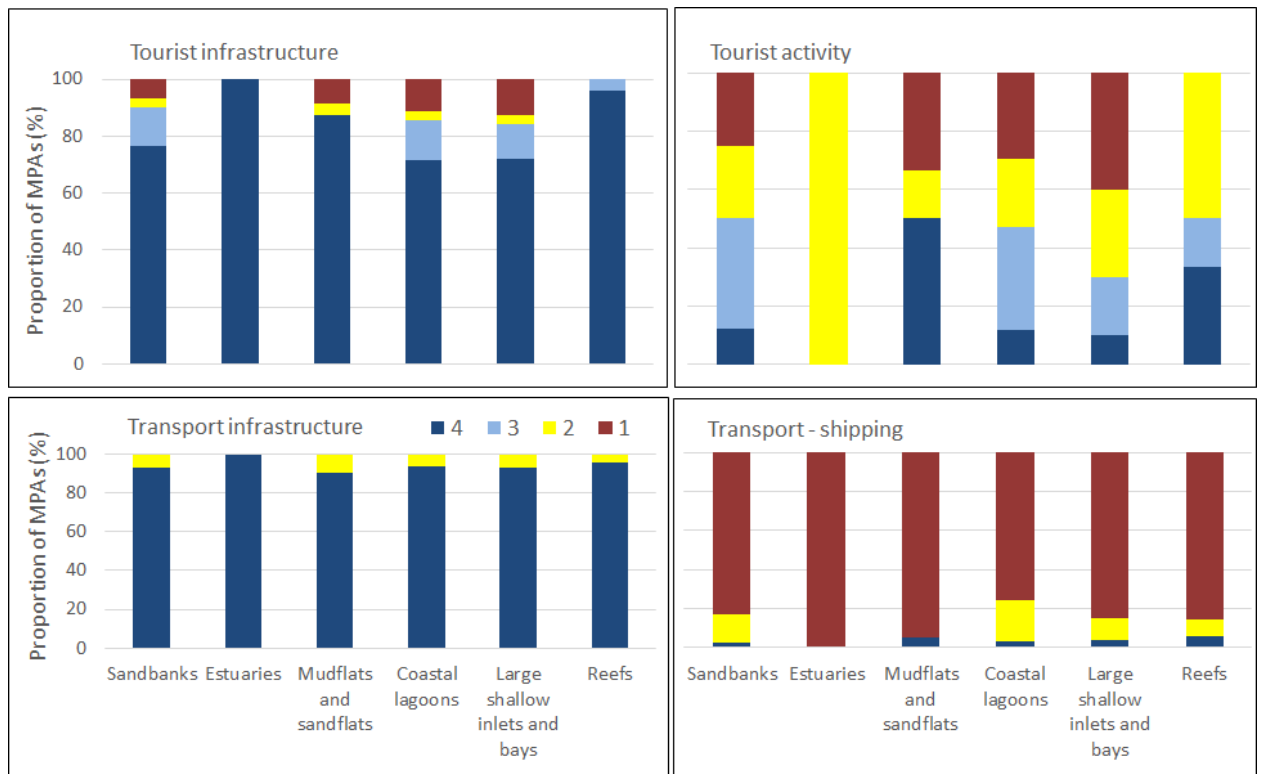 Tourist infrastructure
Proportion of MPAs (%)
100
80
60
40
20
0
Tourist activity
Transport infrastructure
4 3 2 1
Proportion of MPAs (%)
100
80
60
40
20
0
Sandbanks Estuaries Mudflats and sandflats Coastal lagoons Large shallow inlets and bays Reefs
Transport - shipping
Sandbanks Estuaries Mudflats and sandflats Coastal lagoons Large shallow inlets and bays Reefs